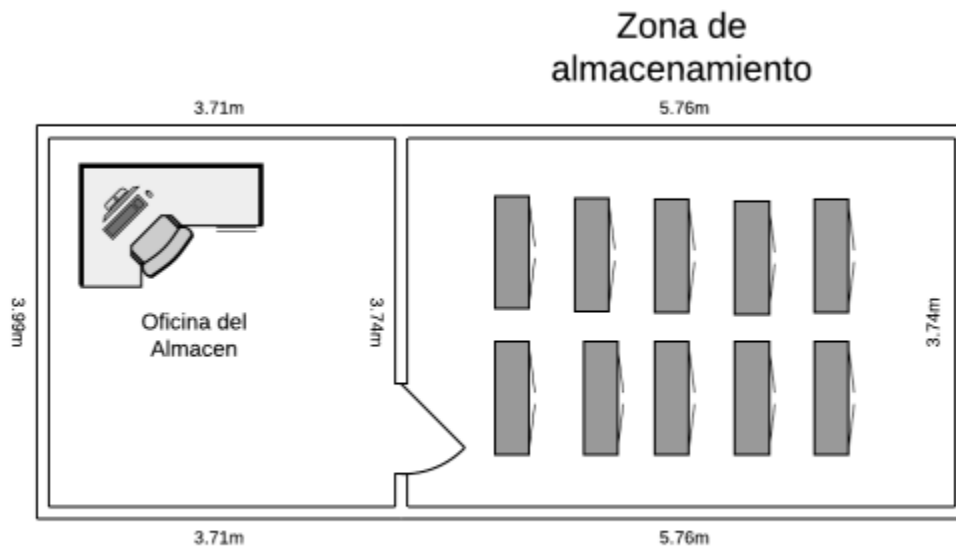 Zona de
almacenamiento
3.71m
5.76m
3.99m
3.74m
3.74m
Oficina del
Almacen
3.71m
5.76m